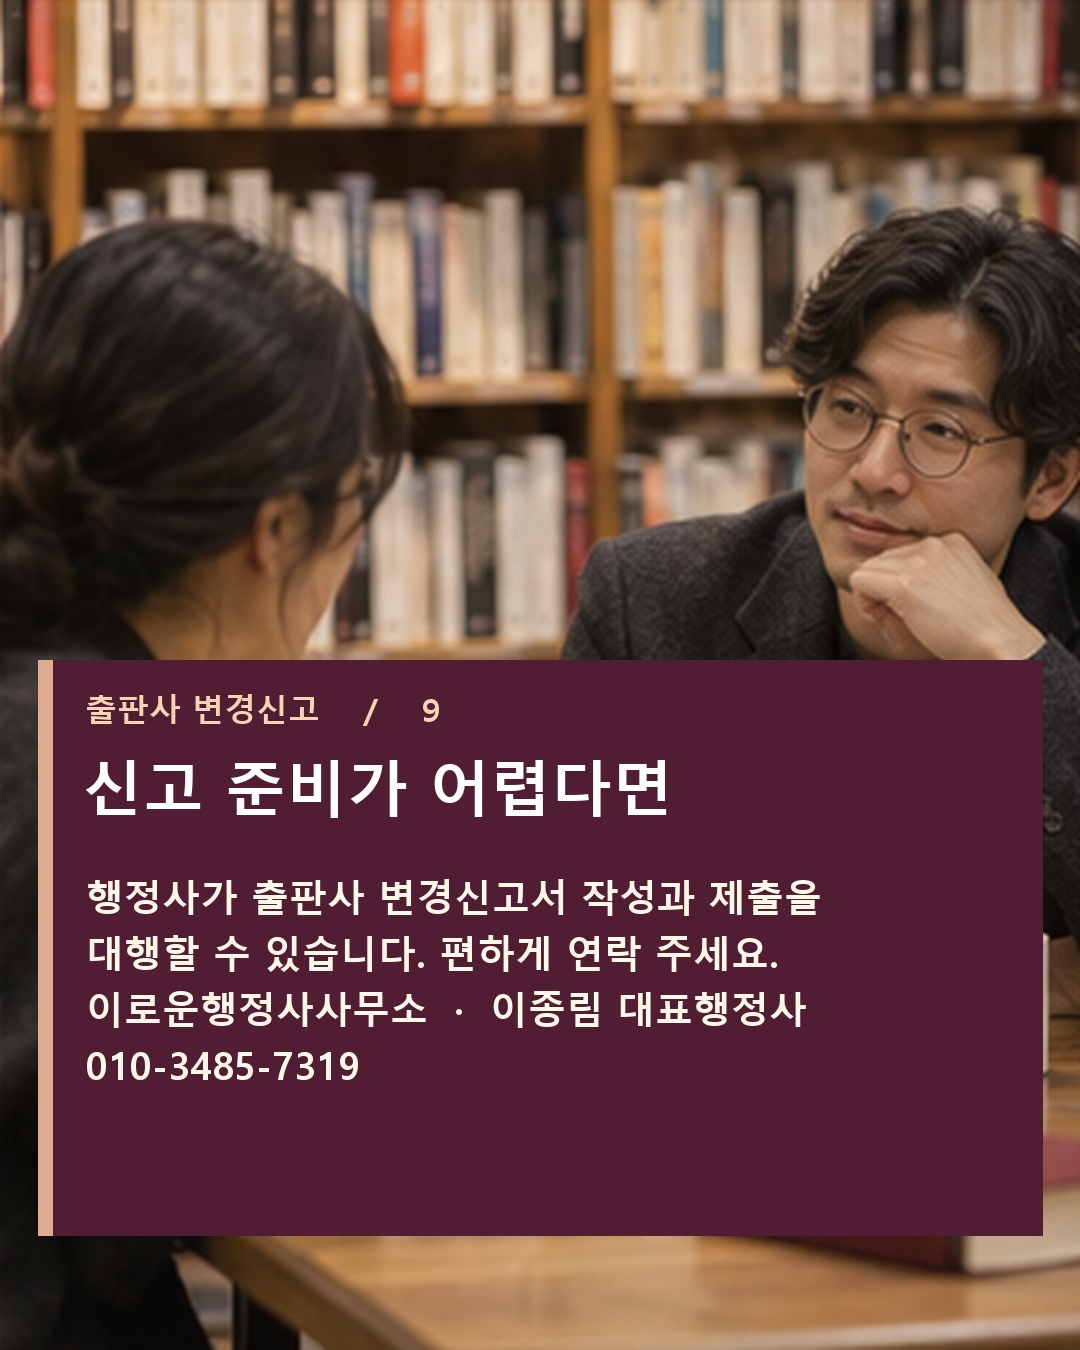 출판사 변경신고 / 9
신고 준비가 어렵다면
행정사가 출판사 변경신고서 작성과 제출을
대행할 수 있습니다. 편하게 연락 주세요.
이로운행정사사무소 · 이종림 대표행정사
010-3485-7319